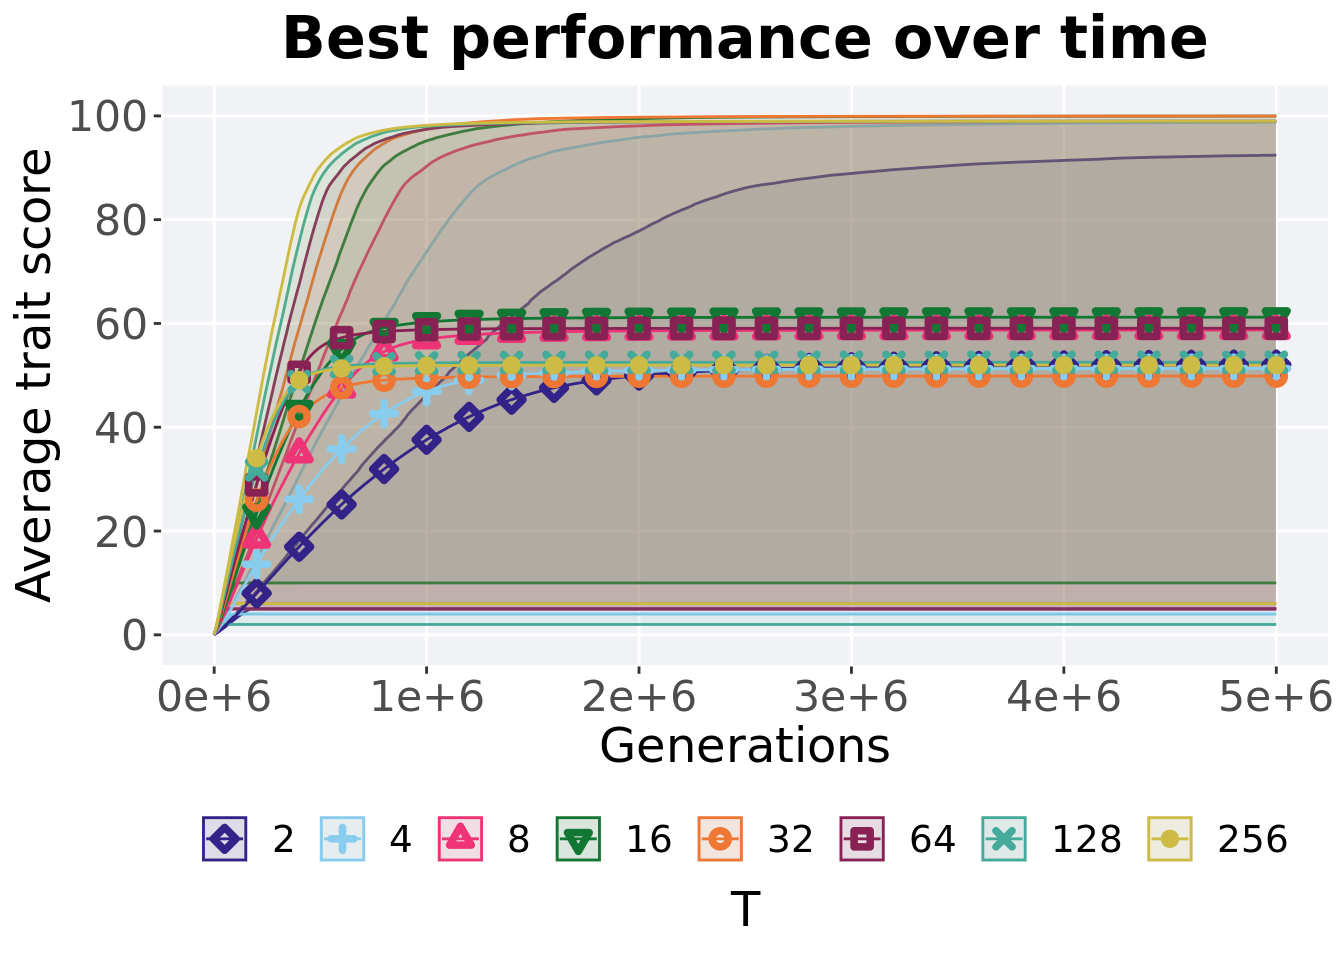 Best performance over time
Average trait score
100
80
60
40
20
0
0e+6 1e+6 2e+6 3e+6 4e+6 5e+6
Generations
2 4 8 16 32 64 128 256
T